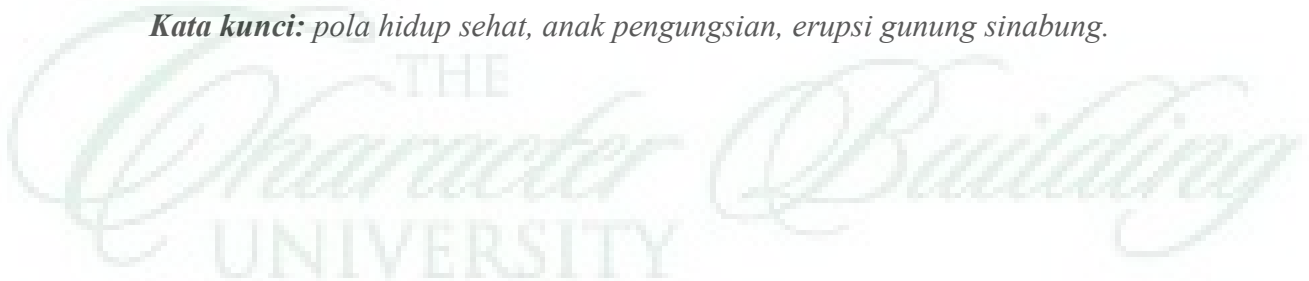 Kata kunci: pola hidup sehat, anak pengungsian, erupsi gunung sinabung.
THE
Character Building
UNIVERSITY